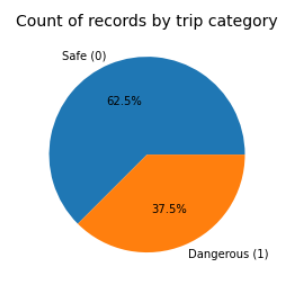 Count of records by trip category
Safe (0)
62.5%
37.5%
Dangerous (1)